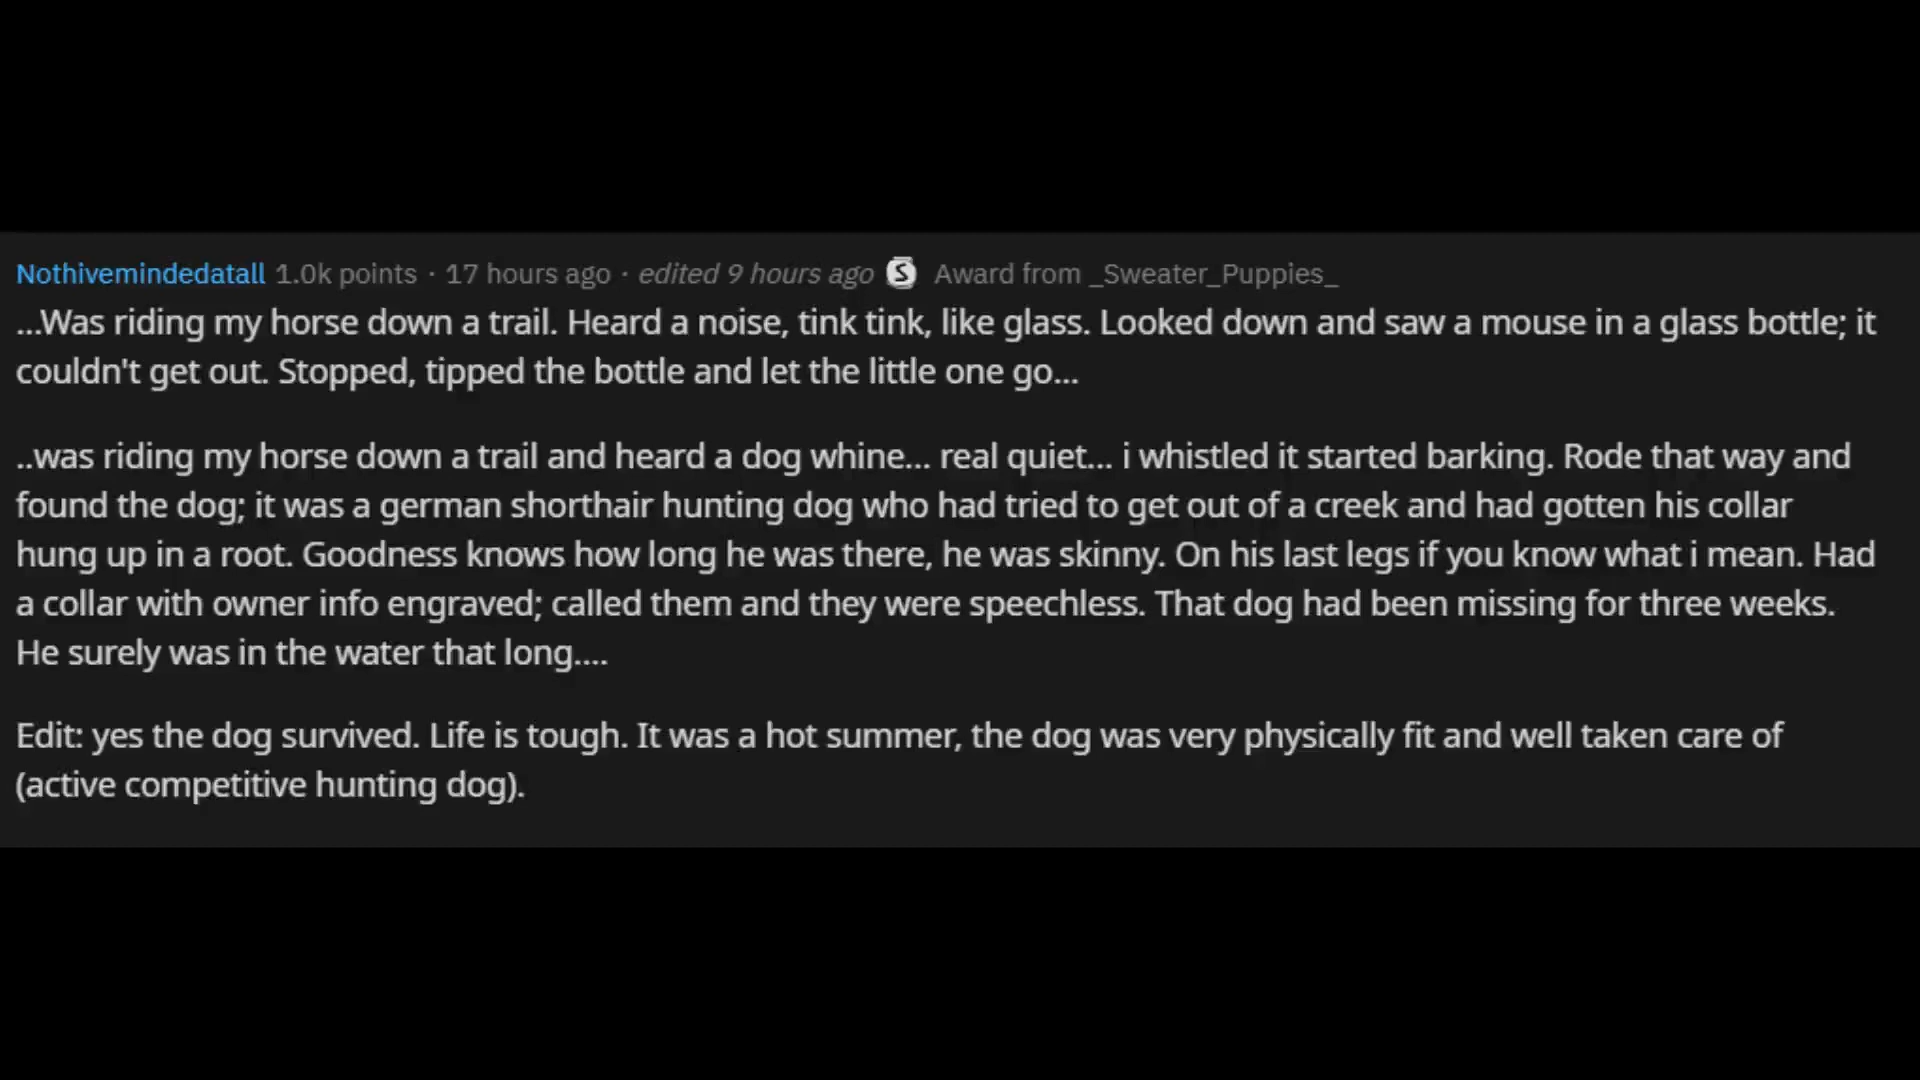 Nothivemindedatall 1.0k points · 17 hours ago · edited 9 hours ago S Award from _Sweater_Puppies_
...Was riding my horse down a trail. Heard a noise, tink tink, like glass. Looked down and saw a mouse in a glass bottle; it
couldn't get out. Stopped, tipped the bottle and let the little one go...
..was riding my horse down a trail and heard a dog whine... real quiet... i whistled it started barking. Rode that way and
found the dog; it was a german shorthair hunting dog who had tried to get out of a creek and had gotten his collar
hung up in a root. Goodness knows how long he was there, he was skinny. On his last legs if you know what i mean. Had
a collar with owner info engraved; called them and they were speechless. That dog had been missing for three weeks.
He surely was in the water that long....
Edit: yes the dog survived. Life is tough. It was a hot summer, the dog was very physically fit and well taken care of
(active competitive hunting dog).